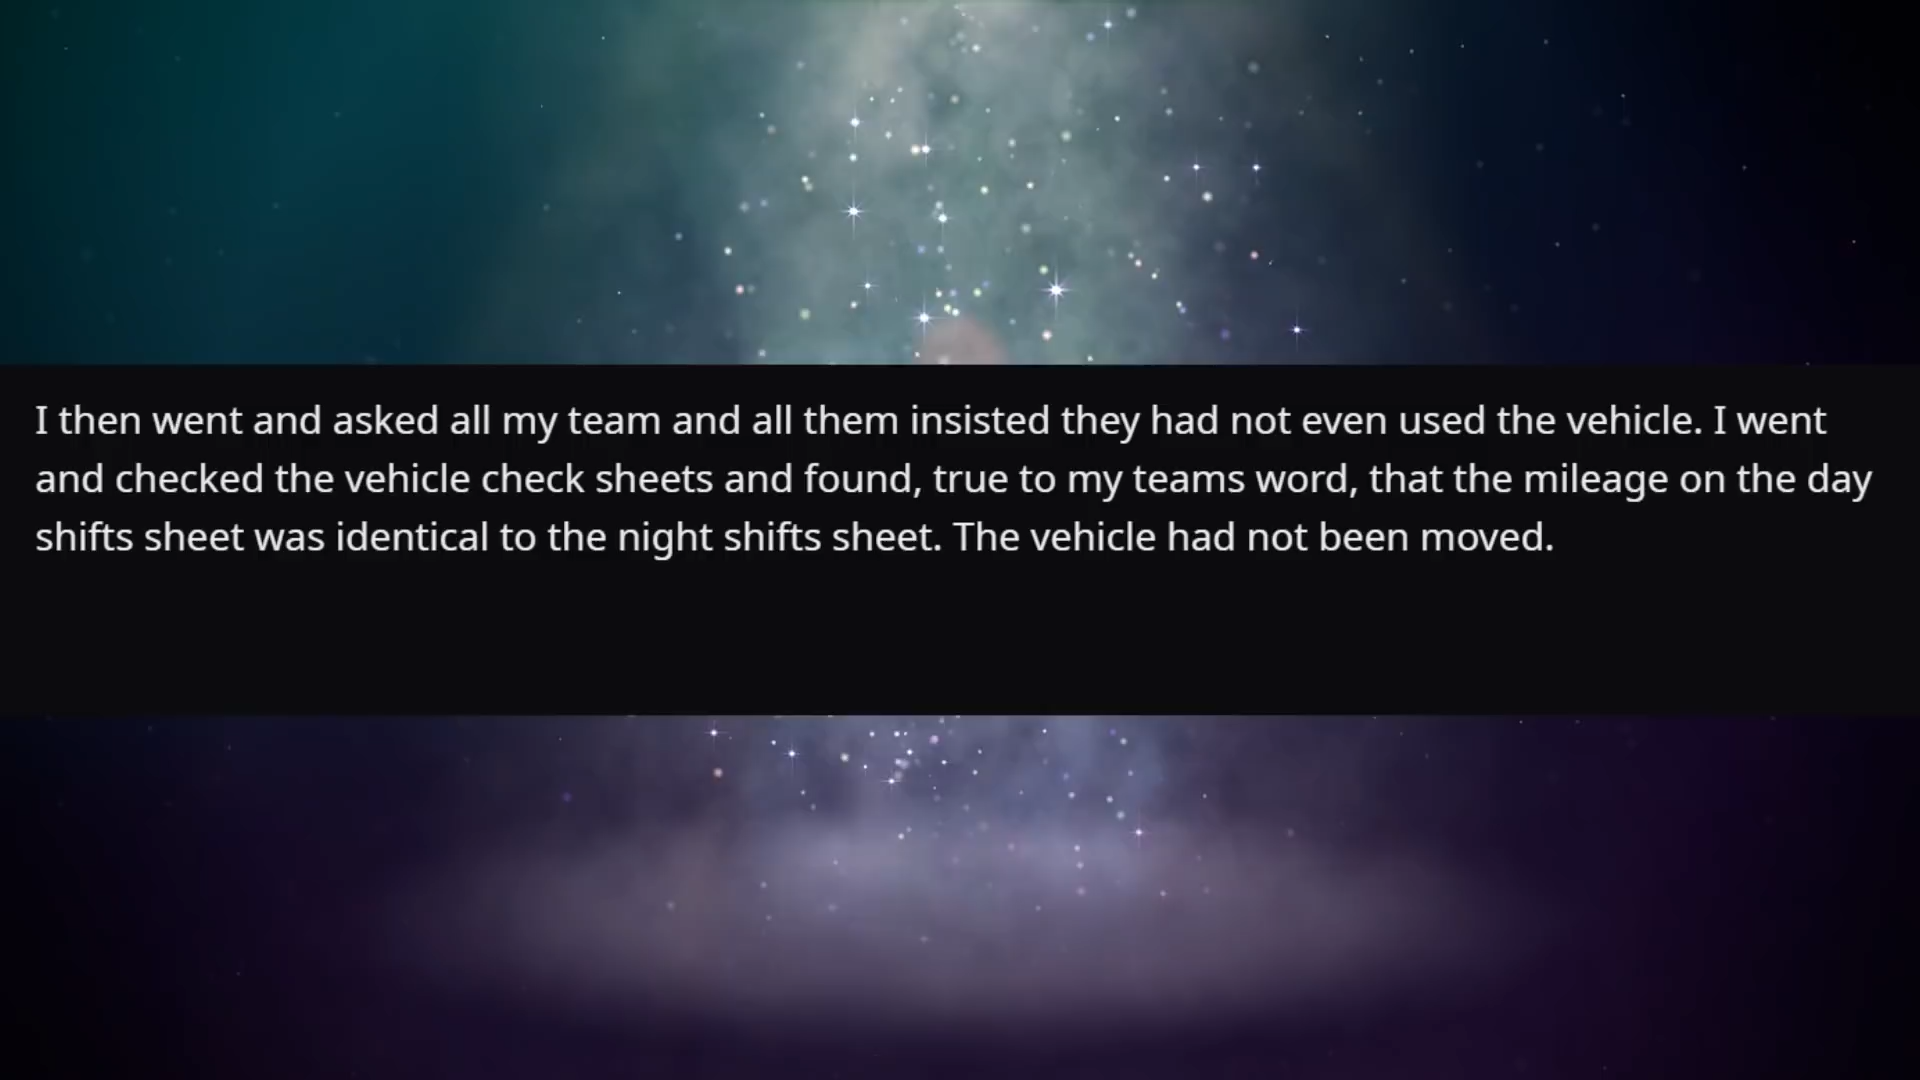 I then went and asked all my team and all them insisted they had not even used the vehicle. I went
and checked the vehicle check sheets and found, true to my teams word, that the mileage on the day
shifts sheet was identical to the night shifts sheet. The vehicle had not been moved.